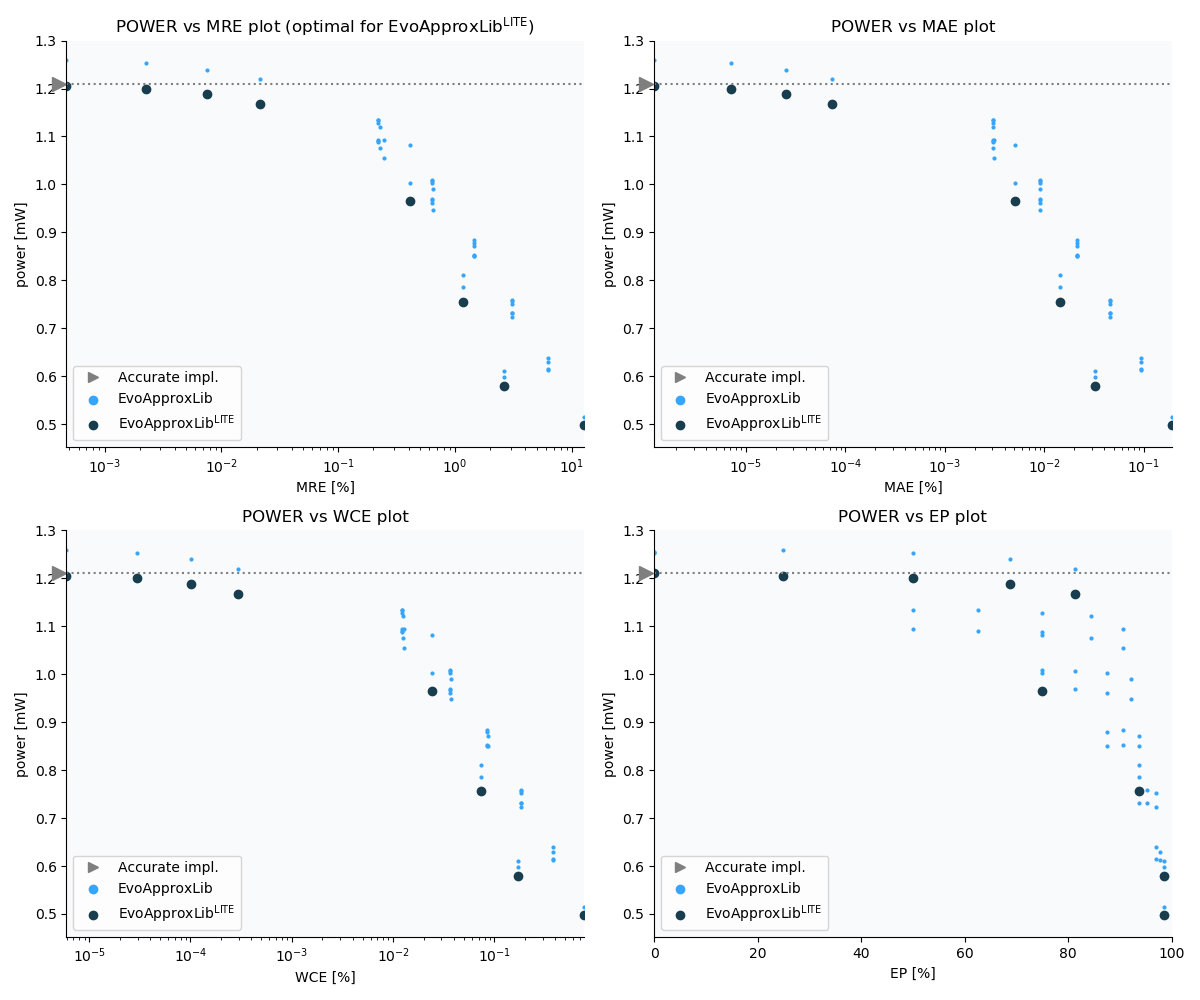 POWER vs MRE plot (optimal for EvoApproxLib^LITE)
1.3
1.2
1.1
1.0
0.9
0.8
0.7
0.6
0.5
power [mW]
Accurate impl.
EvoApproxLib
EvoApproxLib^LITE
10^−3 10^−2 10^−1 10^0 10^1
MRE [%]
POWER vs MAE plot
1.3
1.2
1.1
1.0
0.9
0.8
0.7
0.6
0.5
power [mW]
Accurate impl.
EvoApproxLib
EvoApproxLib^LITE
10^−5 10^−4 10^−3 10^−2 10^−1
MAE [%]
POWER vs WCE plot
1.3
1.2
1.1
1.0
0.9
0.8
0.7
0.6
0.5
power [mW]
Accurate impl.
EvoApproxLib
EvoApproxLib^LITE
10^−5 10^−4 10^−3 10^−2 10^−1
WCE [%]
POWER vs EP plot
1.3
1.2
1.1
1.0
0.9
0.8
0.7
0.6
0.5
power [mW]
Accurate impl.
EvoApproxLib
EvoApproxLib^LITE
0 20 40 60 80 100
EP [%]